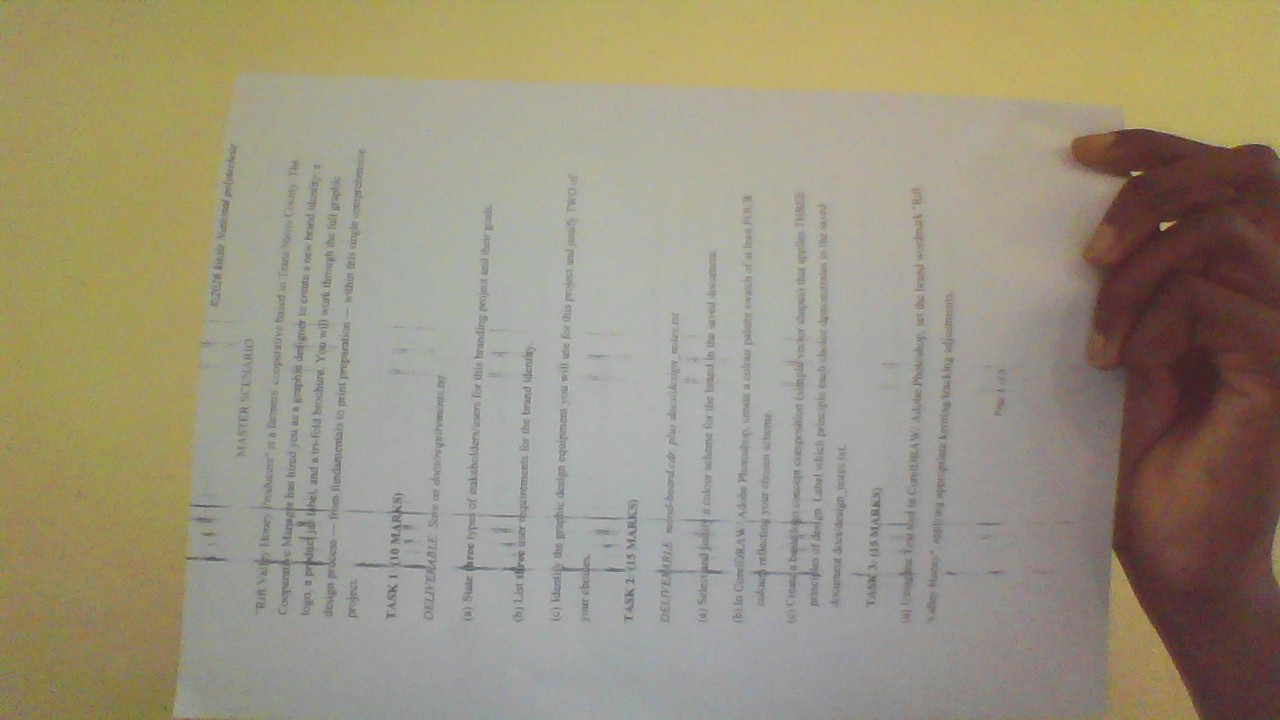 ©2026 kitale National polytechnic
MASTER SCENARIO
"Rift Valley Honey Producers" is a farmers' cooperative based in Trans Nzoia County. The
Cooperative Manager has hired you as a graphic designer to create a new brand identity: a
logo, a product jar label, and a tri-fold brochure. You will work through the full graphic
design process — from fundamentals to print preparation — within this single comprehensive
project.
TASK 1: (10 MARKS)
DELIVERABLE Save as docs/requirements.txt
(a) State three types of stakeholders/users for this branding project and their goals.
(b) List three user requirements for the brand identity.
(c) Identify the graphic design equipment you will use for this project and justify TWO of
your choices.
TASK 2: (15 MARKS)
DELIVERABLE moodboard.cdr plus docs/design_notes.txt
(a) Select and justify a colour scheme for the brand in the saved document.
(b) In CorelDRAW/ Adobe Photoshop, create a colour palette swatch of at least FOUR
colours reflecting your chosen scheme.
(c) Create a basic logo concept composition (simple vector shapes) that applies THREE
principles of design. Label which principle each choice demonstrates in the saved
document docs/design_notes.txt.
TASK 3: (15 MARKS)
(a) Using the Text tool in CorelDRAW/ Adobe Photoshop, set the brand wordmark "Rift
Valley Honey" applying appropriate kerning/tracking adjustments.
Page 4 of